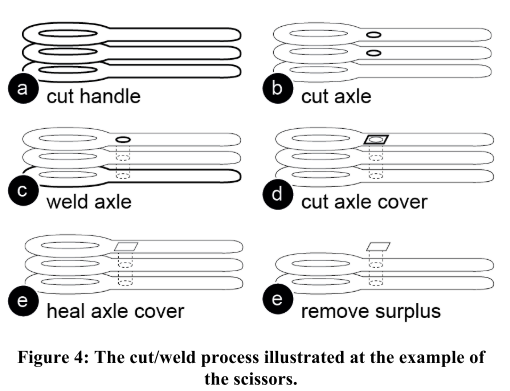 a cut handle
b cut axle
c weld axle
d cut axle cover
e heal axle cover
e remove surplus
Figure 4: The cut/weld process illustrated at the example of
the scissors.